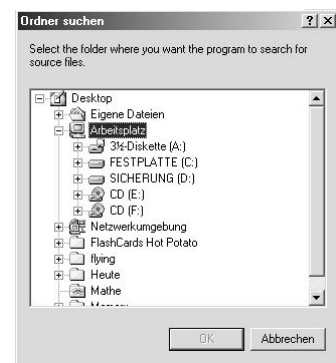 Ordner suchen
Select the folder where you want the program to search for
source files.
Desktop
Eigene Dateien
Arbeitsplatz
3½-Diskette (A:)
FESTPLATTE (C:)
SICHERUNG (D:)
CD (E:)
CD (F:)
Netzwerkumgebung
FlashCards Hot Potato
flying
Heute
Mathe
OK
Abbrechen